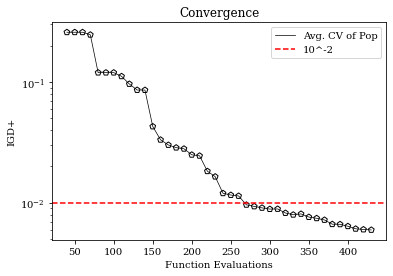 Convergence
Avg. CV of Pop
10^-2
IGD+
10⁻¹
10⁻²
50 100 150 200 250 300 350 400
Function Evaluations